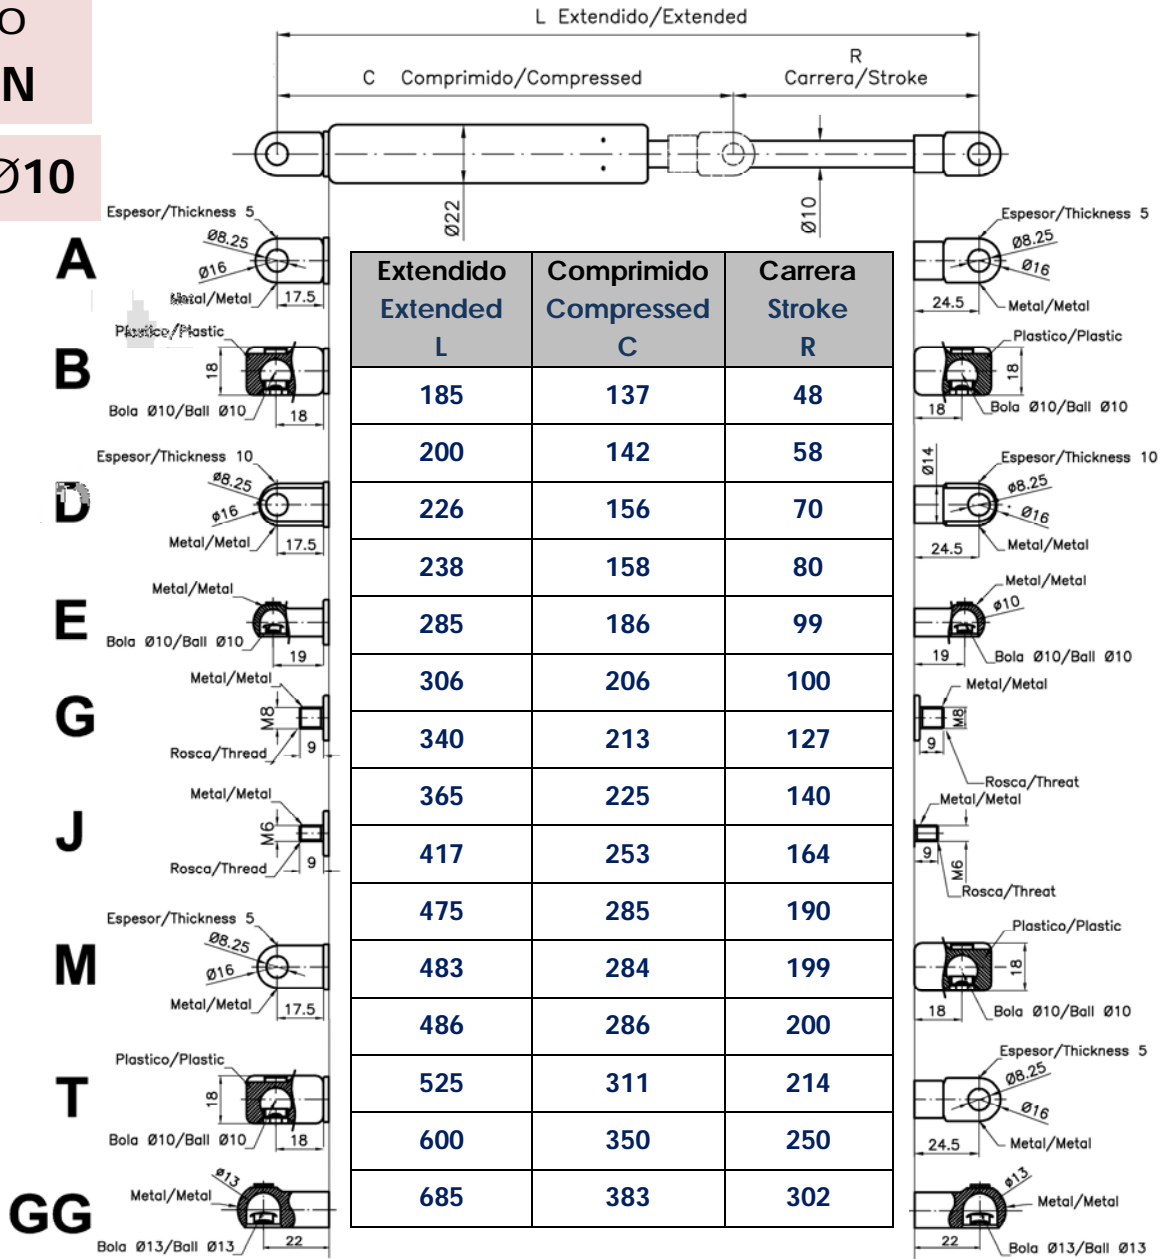 O
N
Ø10
L Extendido/Extended
R
C Comprimido/Compressed
Carrera/Stroke
Ø22
Ø10
A
Espesor/Thickness 5
Ø8.25
Ø16
Metal/Metal
17.5
Espesor/Thickness 5
Ø8.25
Ø16
24.5
Metal/Metal
B
Plastico/Plastic
18
Bola Ø10/Ball Ø10
18
Plastico/Plastic
18
18
Bola Ø10/Ball Ø10
D
Espesor/Thickness 10
Ø8.25
Ø16
Metal/Metal
17.5
Ø14
Espesor/Thickness 10
Ø8.25
Ø16
24.5
Metal/Metal
E
Metal/Metal
Bola Ø10/Ball Ø10
19
Metal/Metal
Ø10
19
Bola Ø10/Ball Ø10
G
Metal/Metal
M8
Rosca/Thread
9
Metal/Metal
M8
9
Rosca/Threat
J
Metal/Metal
M6
Rosca/Thread
9
Metal/Metal
9
M6
Rosca/Threat
M
Espesor/Thickness 5
Ø8.25
Ø16
Metal/Metal
17.5
Plastico/Plastic
18
18
Bola Ø10/Ball Ø10
T
Plastico/Plastic
18
Bola Ø10/Ball Ø10
18
Espesor/Thickness 5
Ø8.25
Ø16
24.5
Metal/Metal
GG
Ø13
Metal/Metal
Bola Ø13/Ball Ø13
22
Ø13
Metal/Metal
22
Bola Ø13/Ball Ø13
Extendido Comprimido Carrera
Extended Compressed Stroke
L C R
185 137 48
200 142 58
226 156 70
238 158 80
285 186 99
306 206 100
340 213 127
365 225 140
417 253 164
475 285 190
483 284 199
486 286 200
525 311 214
600 350 250
685 383 302